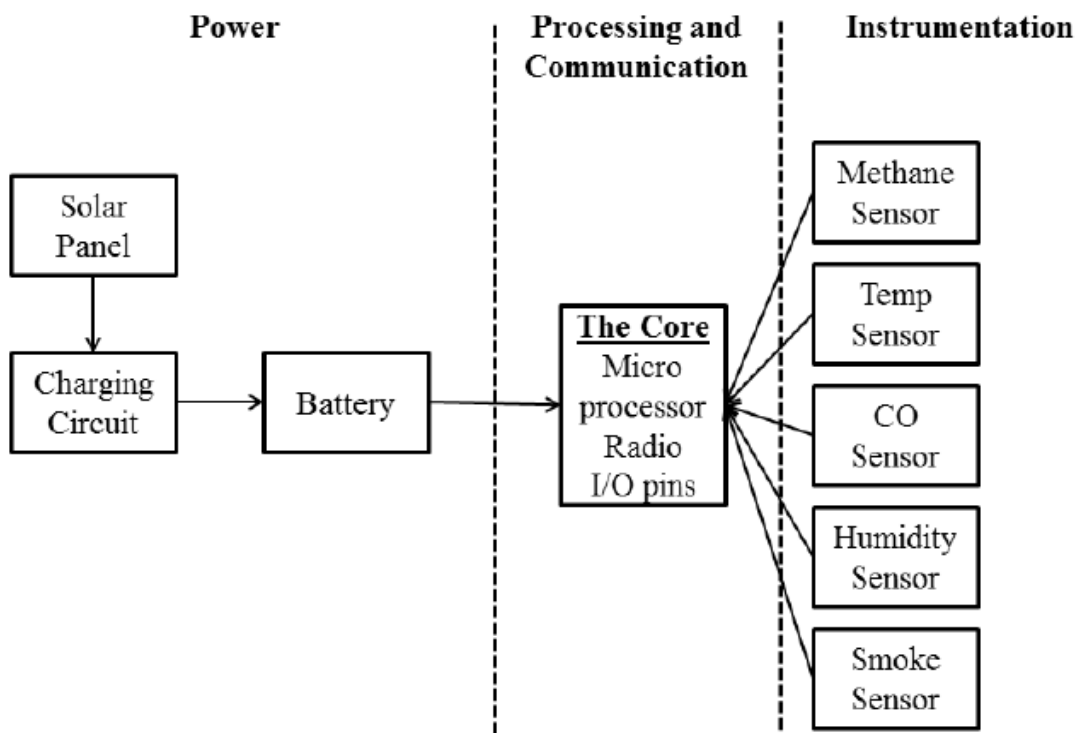 Power
Processing and
Communication
Instrumentation
Solar
Panel
Charging
Circuit
Battery
The Core
Micro
processor
Radio
I/O pins
Methane
Sensor
Temp
Sensor
CO
Sensor
Humidity
Sensor
Smoke
Sensor